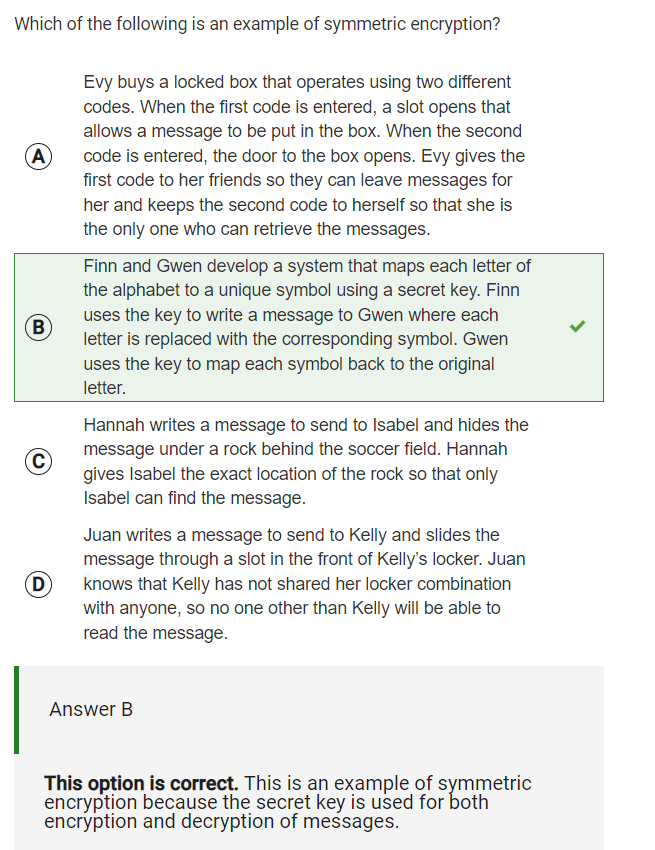 Which of the following is an example of symmetric encryption?
Evy buys a locked box that operates using two different
codes. When the first code is entered, a slot opens that
allows a message to be put in the box. When the second
A code is entered, the door to the box opens. Evy gives the
first code to her friends so they can leave messages for
her and keeps the second code to herself so that she is
the only one who can retrieve the messages.
Finn and Gwen develop a system that maps each letter of
the alphabet to a unique symbol using a secret key. Finn
uses the key to write a message to Gwen where each
B letter is replaced with the corresponding symbol. Gwen
uses the key to map each symbol back to the original
letter.
Hannah writes a message to send to Isabel and hides the
message under a rock behind the soccer field. Hannah
C gives Isabel the exact location of the rock so that only
Isabel can find the message.
Juan writes a message to send to Kelly and slides the
message through a slot in the front of Kelly's locker. Juan
D knows that Kelly has not shared her locker combination
with anyone, so no one other than Kelly will be able to
read the message.
Answer B
This option is correct. This is an example of symmetric
encryption because the secret key is used for both
encryption and decryption of messages.